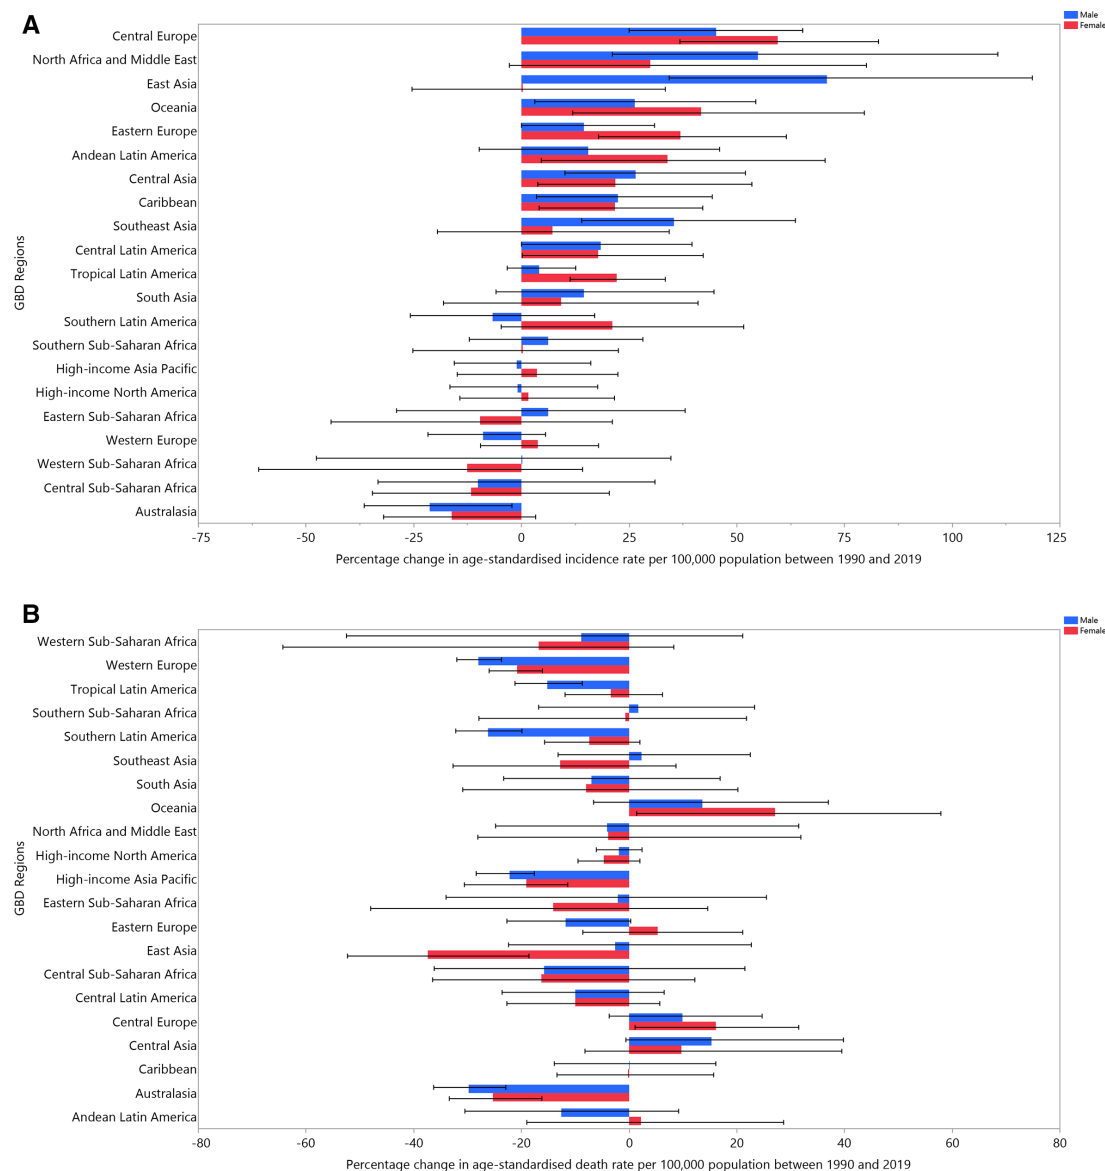 A
Male
Female
GBD Regions
Central Europe
North Africa and Middle East
East Asia
Oceania
Eastern Europe
Andean Latin America
Central Asia
Caribbean
Southeast Asia
Central Latin America
Tropical Latin America
South Asia
Southern Latin America
Southern Sub-Saharan Africa
High-income Asia Pacific
High-income North America
Eastern Sub-Saharan Africa
Western Europe
Western Sub-Saharan Africa
Central Sub-Saharan Africa
Australasia
-75 -50 -25 0 25 50 75 100 125
Percentage change in age-standardised incidence rate per 100,000 population between 1990 and 2019
B
Male
Female
GBD Regions
Western Sub-Saharan Africa
Western Europe
Tropical Latin America
Southern Sub-Saharan Africa
Southern Latin America
Southeast Asia
South Asia
Oceania
North Africa and Middle East
High-income North America
High-income Asia Pacific
Eastern Sub-Saharan Africa
Eastern Europe
East Asia
Central Sub-Saharan Africa
Central Latin America
Central Europe
Central Asia
Caribbean
Australasia
Andean Latin America
-80 -60 -40 -20 0 20 40 60 80
Percentage change in age-standardised death rate per 100,000 population between 1990 and 2019